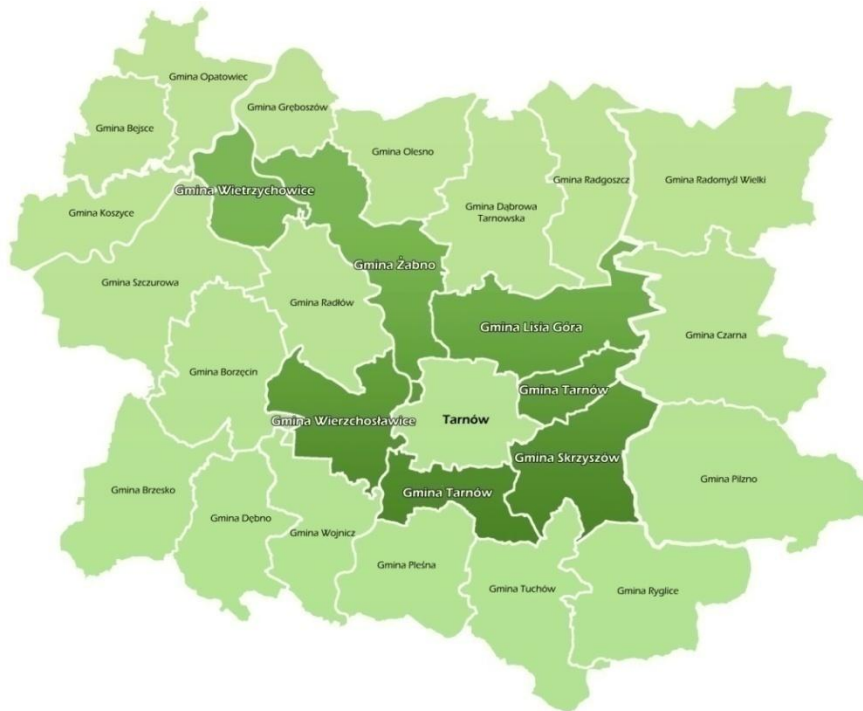 Gmina Opatowiec
Gmina Gręboszów
Gmina Bejsce
Gmina Olesno
Gmina Radgoszcz
Gmina Radomyśl Wielki
Gmina Wietrzychowice
Gmina Koszyce
Gmina Dąbrowa
Tarnowska
Gmina Żabno
Gmina Szczurowa
Gmina Radłów
Gmina Lisia Góra
Gmina Czarna
Gmina Borzęcin
Gmina Tarnów
Gmina Wierzchosławice
Tarnów
Gmina Skrzyszów
Gmina Pilzno
Gmina Brzesko
Gmina Tarnów
Gmina Dębno
Gmina Wojnicz
Gmina Pleśna
Gmina Tuchów
Gmina Ryglice